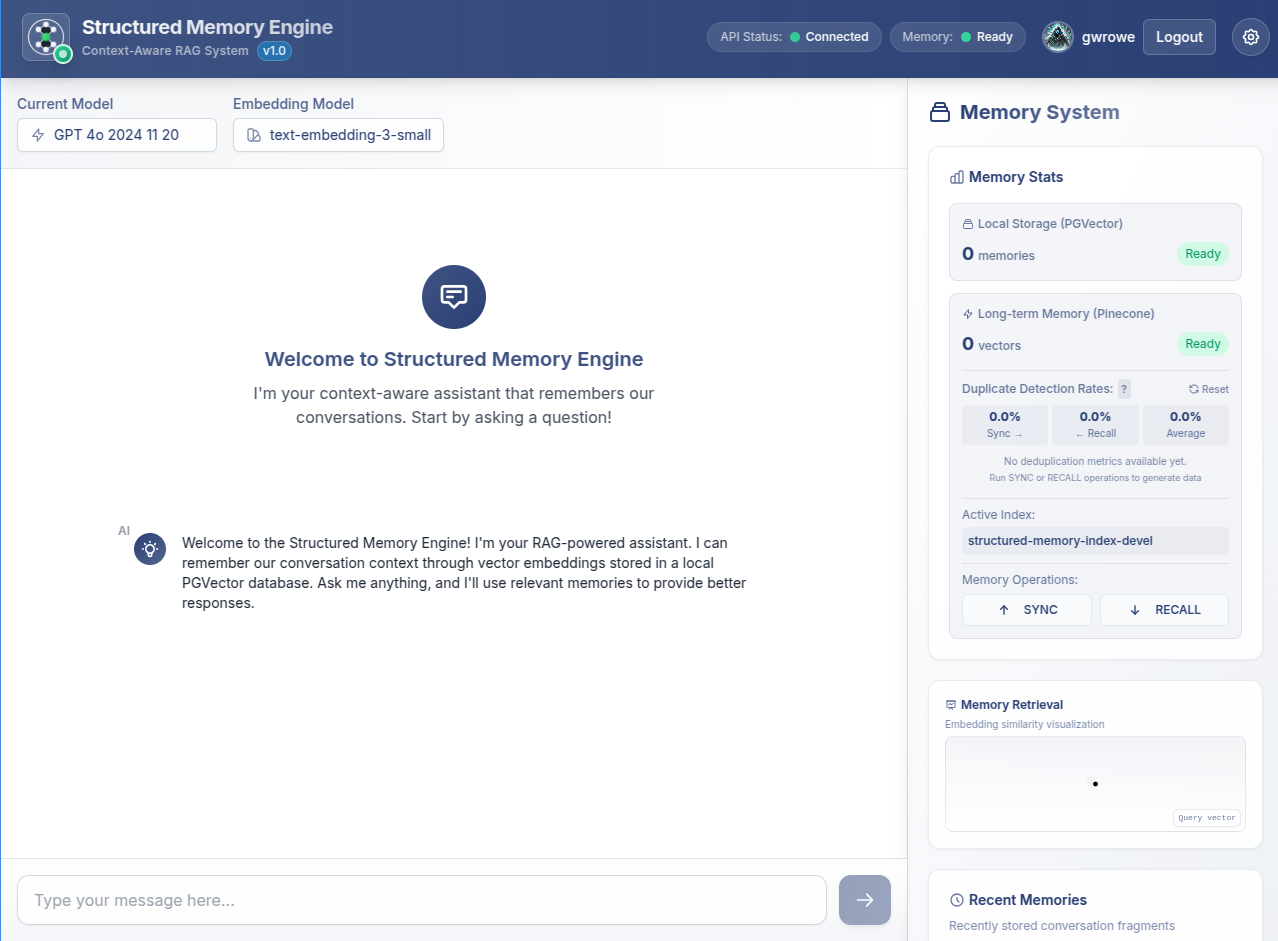 Structured Memory Engine
Context-Aware RAG System v1.0
API Status: Connected
Memory: Ready
gwrowe
Logout
Current Model
GPT 4o 2024 11 20
Embedding Model
text-embedding-3-small
Welcome to Structured Memory Engine
I'm your context-aware assistant that remembers our
conversations. Start by asking a question!
AI
Welcome to the Structured Memory Engine! I'm your RAG-powered assistant. I can
remember our conversation context through vector embeddings stored in a local
PGVector database. Ask me anything, and I'll use relevant memories to provide better
responses.
Type your message here...
Memory System
Memory Stats
Local Storage (PGVector)
0 memories Ready
Long-term Memory (Pinecone)
0 vectors Ready
Duplicate Detection Rates: ? Reset
0.0% 0.0% 0.0%
Sync → ← Recall Average
No deduplication metrics available yet.
Run SYNC or RECALL operations to generate data
Active Index:
structured-memory-index-devel
Memory Operations:
↑ SYNC ↓ RECALL
Memory Retrieval
Embedding similarity visualization
Query vector
Recent Memories
Recently stored conversation fragments